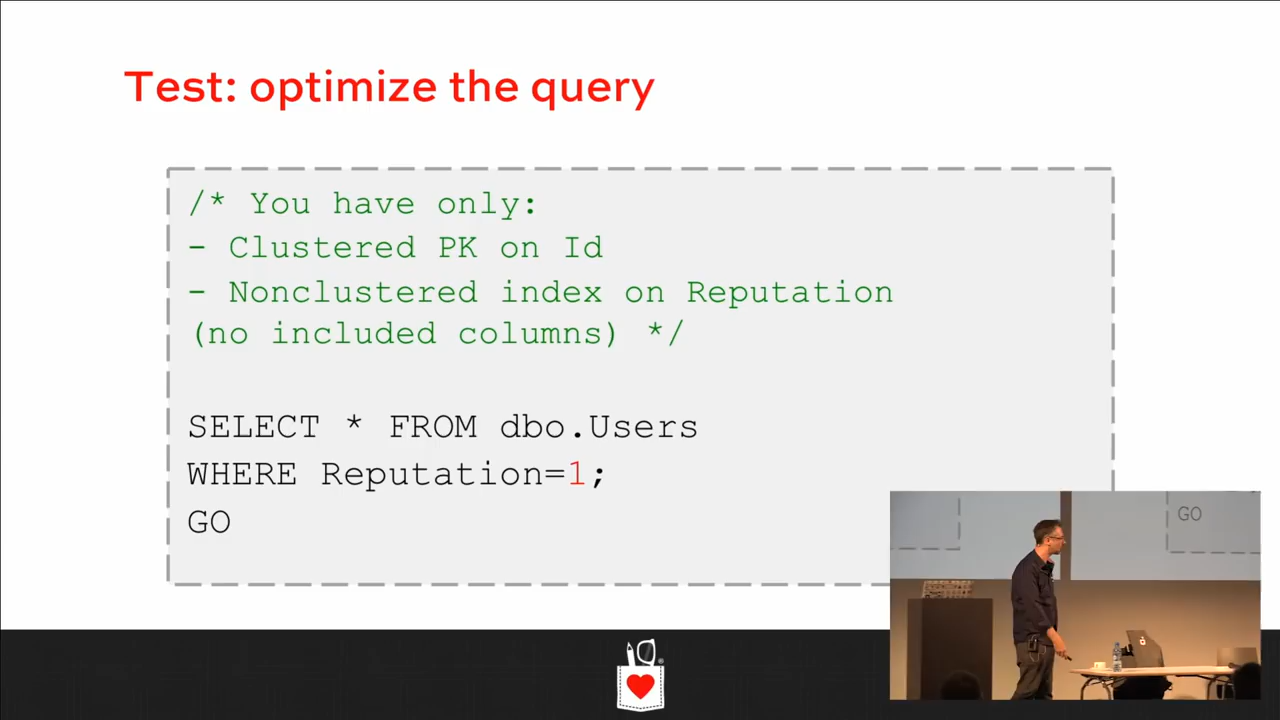 Test: optimize the query
/* You have only:
- Clustered PK on Id
- Nonclustered index on Reputation
(no included columns) */
SELECT * FROM dbo.Users
WHERE Reputation=1;
GO
GO